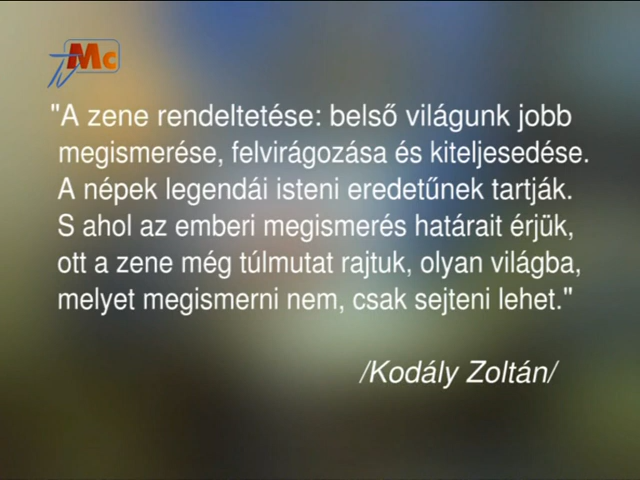 TV Mc
"A zene rendeltetése: belső világunk jobb
megismerése, felvirágozása és kiteljesedése.
A népek legendái isteni eredetűnek tartják.
S ahol az emberi megismerés határait érjük,
ott a zene még túlmutat rajtuk, olyan világba,
melyet megismerni nem, csak sejteni lehet."
/Kodály Zoltán/